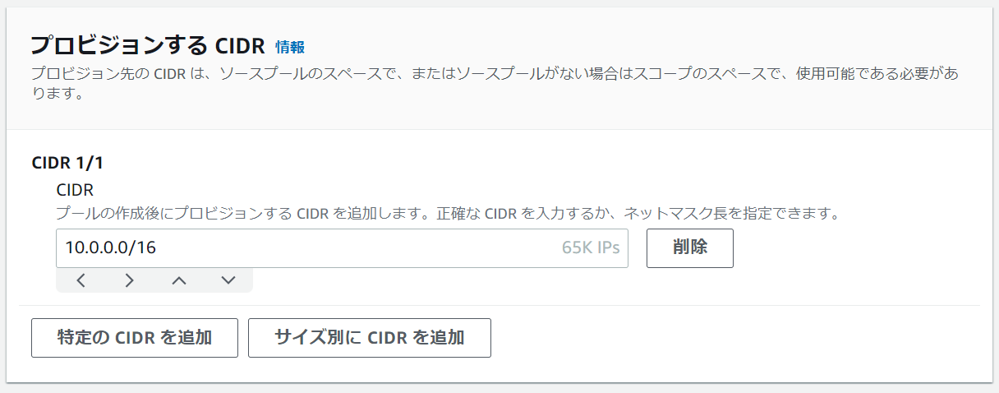 プロビジョンする CIDR 情報
プロビジョン先の CIDR は、ソースプールのスペースで、またはソースプールがない場合はスコープのスペースで、使用可能である必要があ
ります。
CIDR 1/1
CIDR
プールの作成後にプロビジョンする CIDR を追加します。正確な CIDR を入力するか、ネットマスク長を指定できます。
10.0.0.0/16 65K IPs 削除
特定の CIDR を追加 サイズ別に CIDR を追加